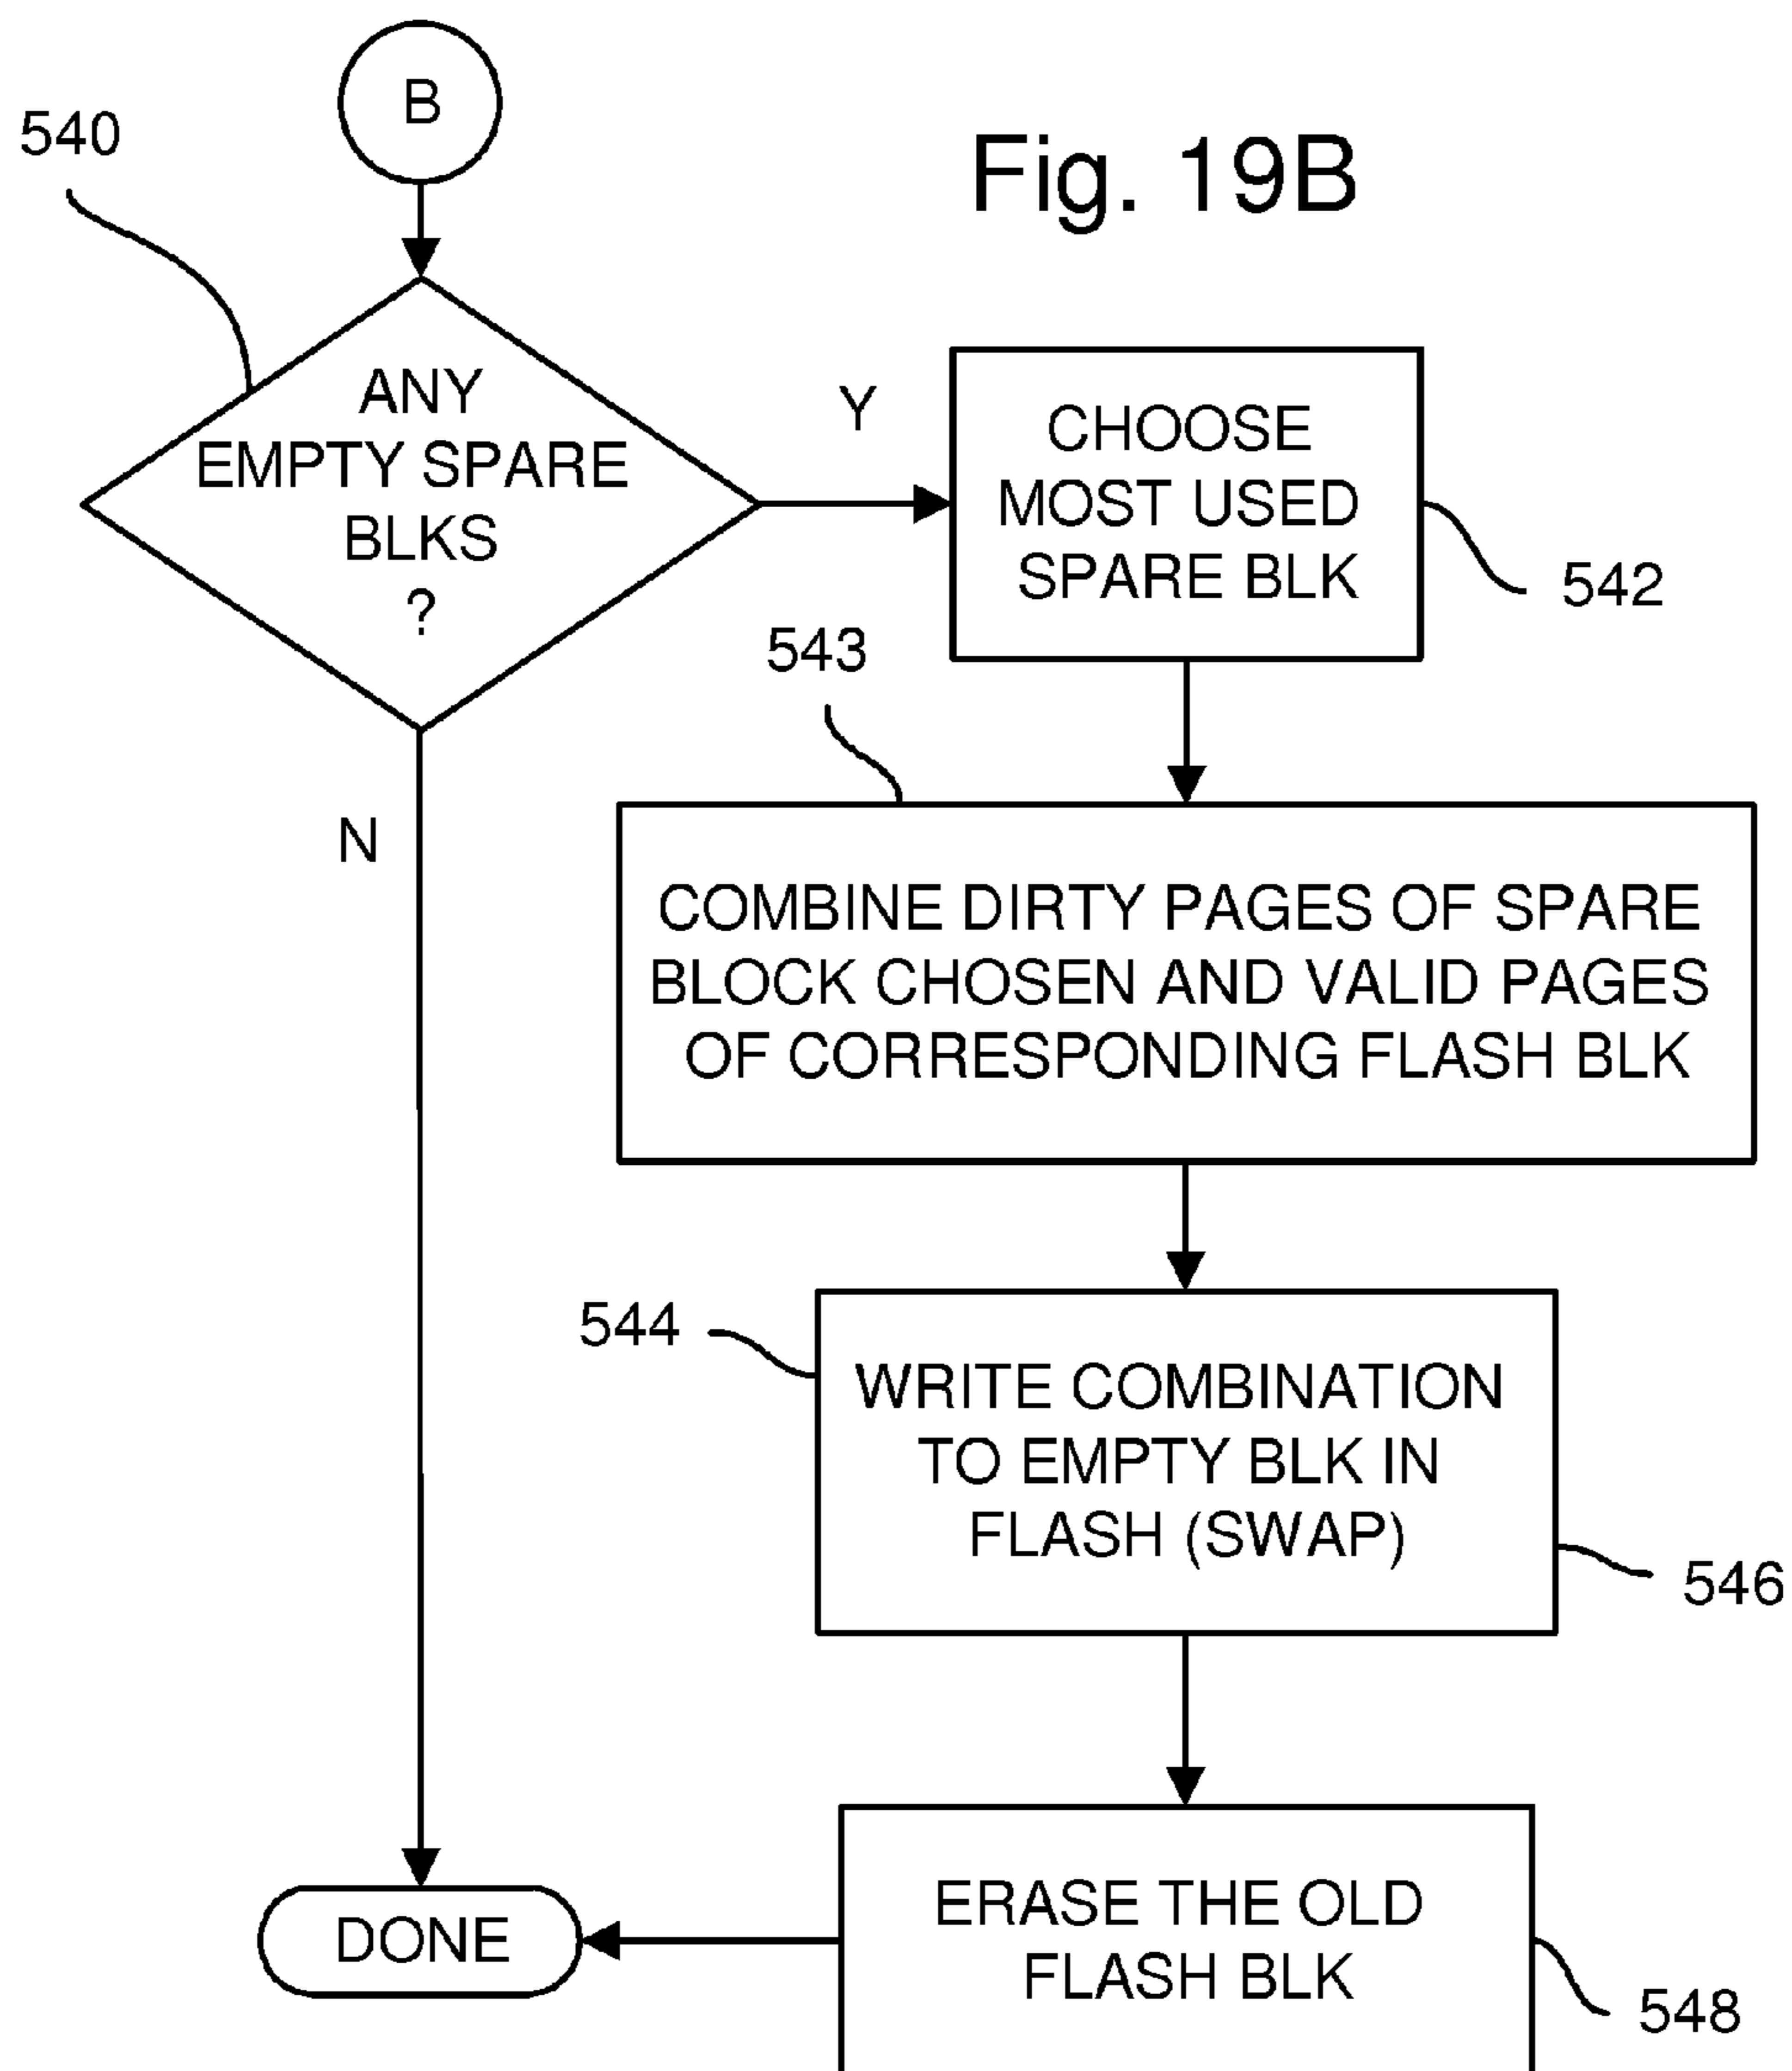 B
540
Fig. 19B
ANY
EMPTY SPARE
BLKS
?
Y
CHOOSE
MOST USED
SPARE BLK
542
543
N
COMBINE DIRTY PAGES OF SPARE
BLOCK CHOSEN AND VALID PAGES
OF CORRESPONDING FLASH BLK
544
WRITE COMBINATION
TO EMPTY BLK IN
FLASH (SWAP)
546
ERASE THE OLD
FLASH BLK
DONE
548